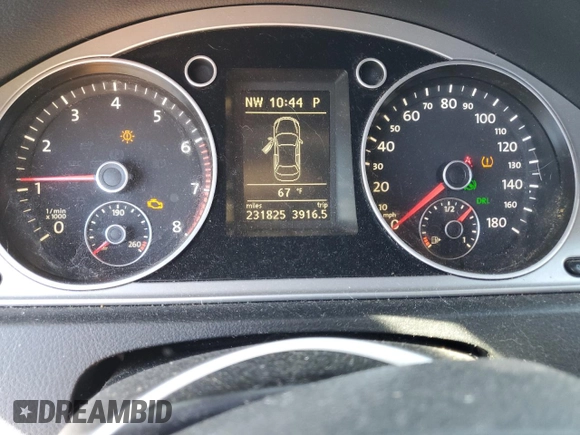 NW 10:44 P
67 °F
miles trip
231825 3916.5
0 1 2 3 4 5 6 7 8
1/min
x 1000
190
260
0 10 20 30 40 50 60 70 80 90 100 110 120 130 140 160 180
mph
1/2
1
A
DRL
DREAMBID